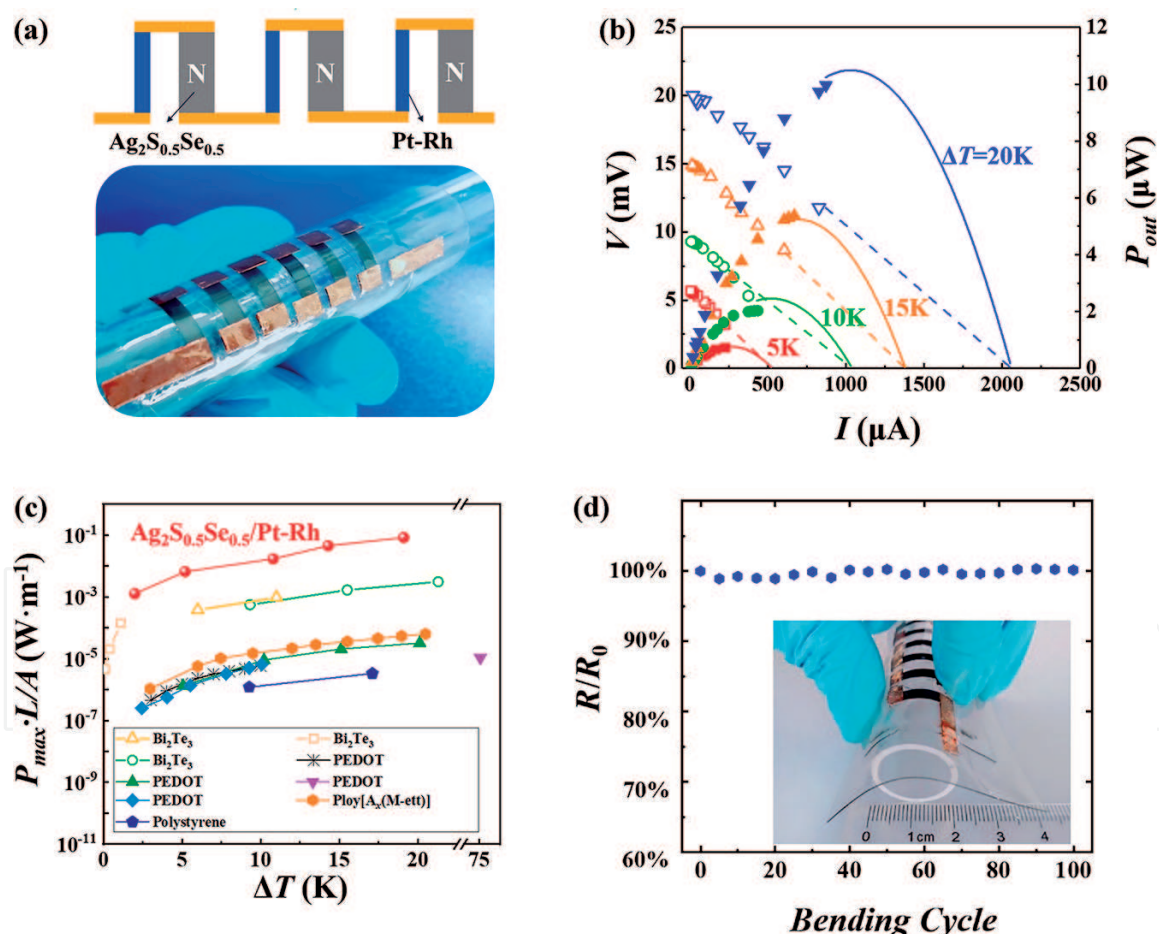 (a)
N
N
N
Ag₂S₀.₅Se₀.₅
Pt-Rh
(b)
25
20
15
10
5
0
V (mV)
12
10
8
6
4
2
0
P_out (μW)
ΔT=20K
15K
10K
5K
0
500
1000
1500
2000
2500
I (μA)
(c)
Ag₂S₀.₅Se₀.₅/Pt-Rh
10⁻¹
10⁻³
10⁻⁵
10⁻⁷
10⁻⁹
10⁻¹¹
P_max·L/A (W·m⁻¹)
Bi₂Te₃
Bi₂Te₃
Bi₂Te₃
PEDOT
PEDOT
PEDOT
PEDOT
Ploy[Aₓ(M-ett)]
Polystyrene
0
5
10
15
20
75
ΔT (K)
(d)
100%
90%
80%
70%
60%
R/R₀
0
1 cm
2
3
4
0
20
40
60
80
100
Bending Cycle